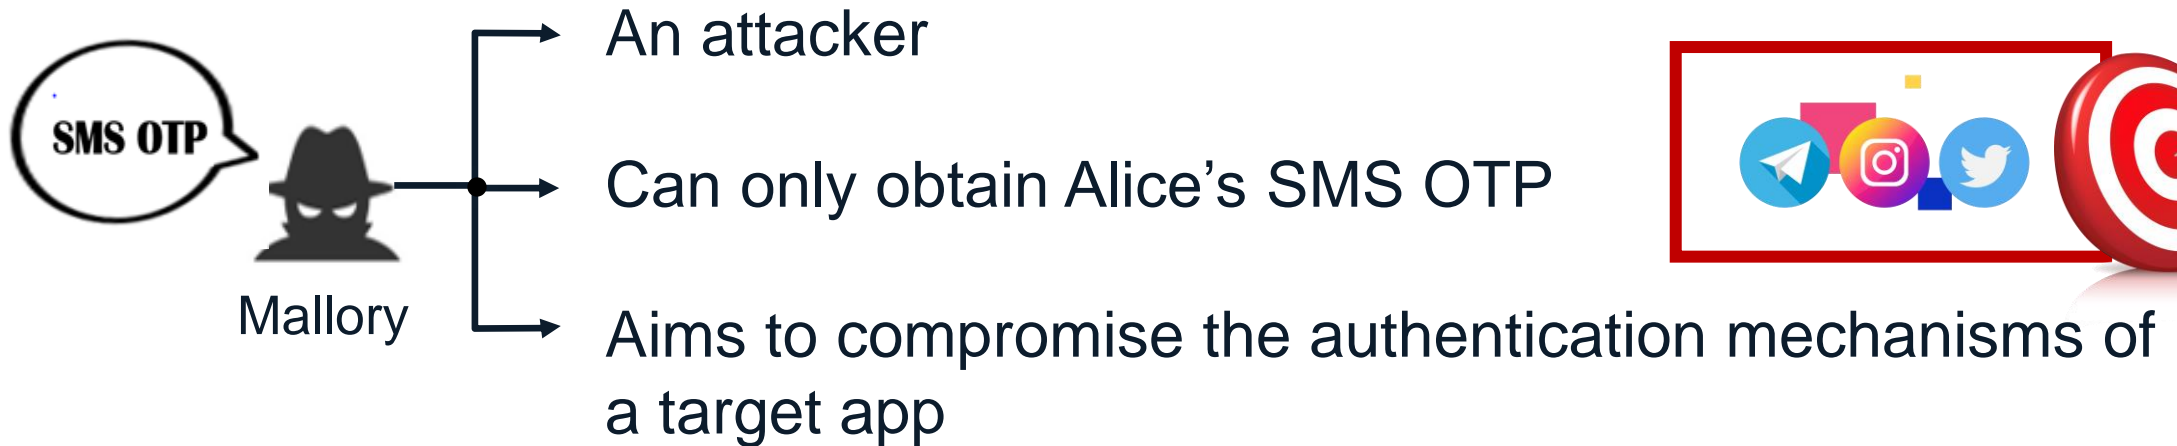 An attacker
SMS OTP
Can only obtain Alice’s SMS OTP
Mallory
Aims to compromise the authentication mechanisms of
a target app